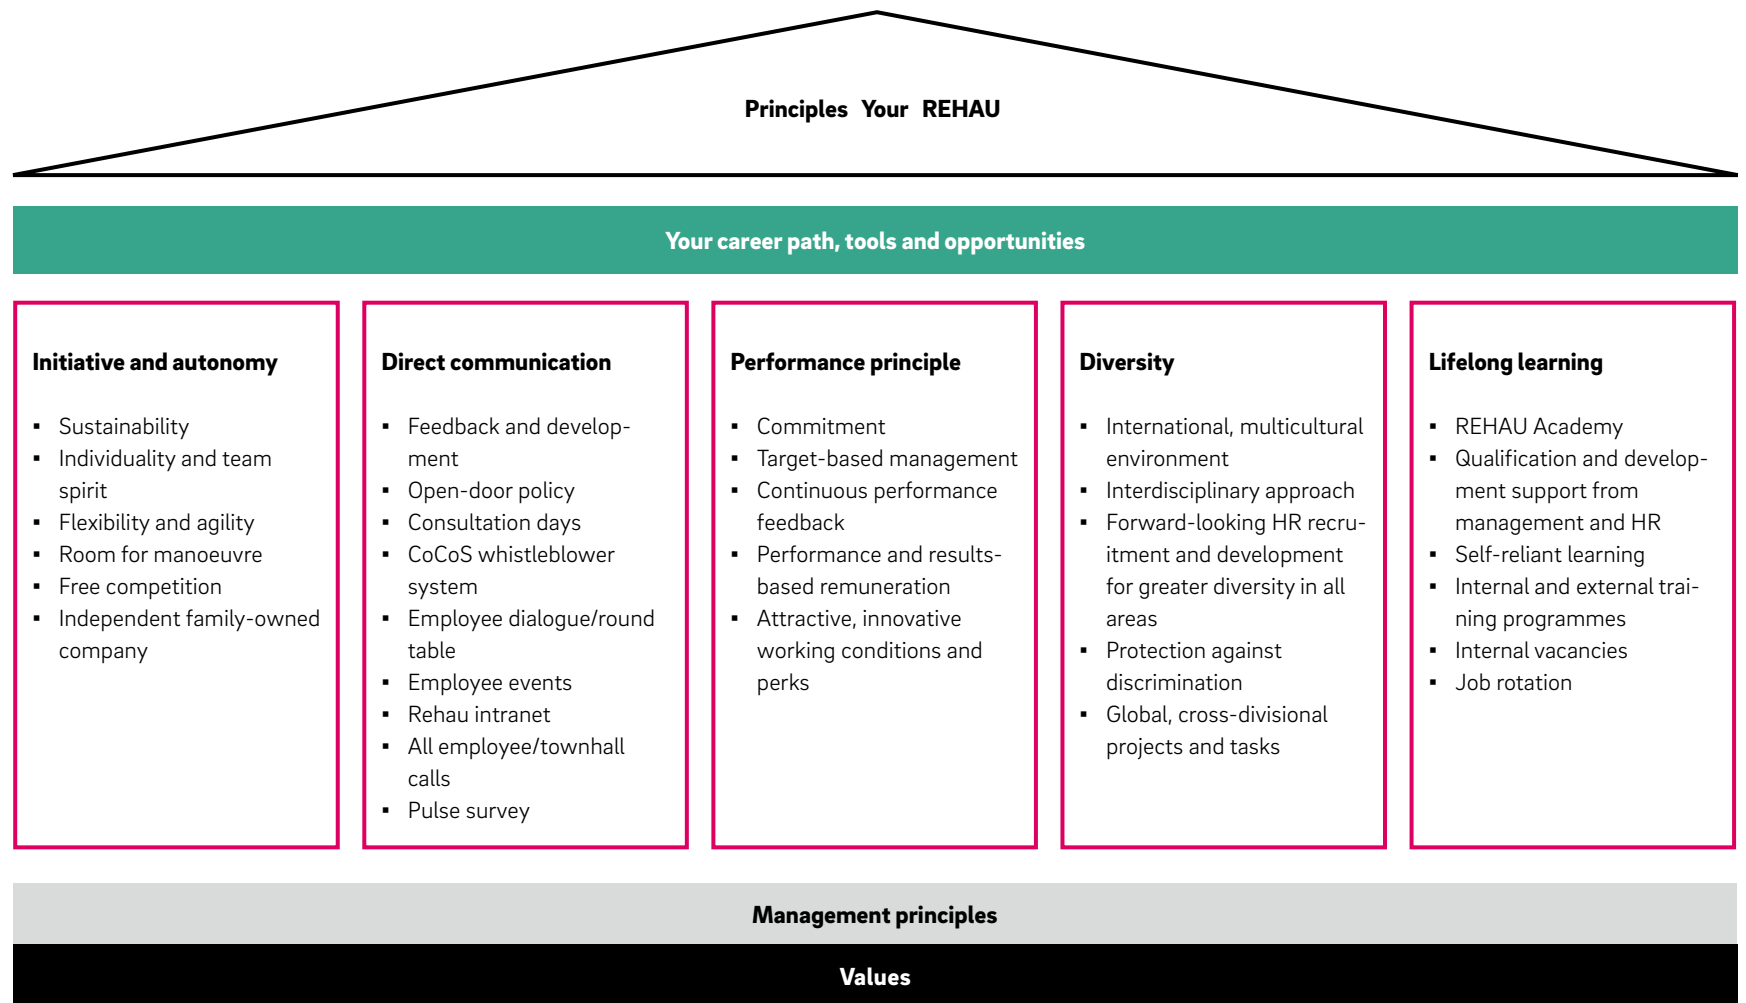 Principles Your REHAU
Your career path, tools and opportunities
Initiative and autonomy
▪ Sustainability
▪ Individuality and team
spirit
▪ Flexibility and agility
▪ Room for manoeuvre
▪ Free competition
▪ Independent family-owned
company
Direct communication
▪ Feedback and develop-
ment
▪ Open-door policy
▪ Consultation days
▪ CoCoS whistleblower
system
▪ Employee dialogue/round
table
▪ Employee events
▪ Rehau intranet
▪ All employee/townhall
calls
▪ Pulse survey
Performance principle
▪ Commitment
▪ Target-based management
▪ Continuous performance
feedback
▪ Performance and results-
based remuneration
▪ Attractive, innovative
working conditions and
perks
Diversity
▪ International, multicultural
environment
▪ Interdisciplinary approach
▪ Forward-looking HR recru-
itment and development
for greater diversity in all
areas
▪ Protection against
discrimination
▪ Global, cross-divisional
projects and tasks
Lifelong learning
▪ REHAU Academy
▪ Qualification and develop-
ment support from
management and HR
▪ Self-reliant learning
▪ Internal and external trai-
ning programmes
▪ Internal vacancies
▪ Job rotation
Management principles
Values